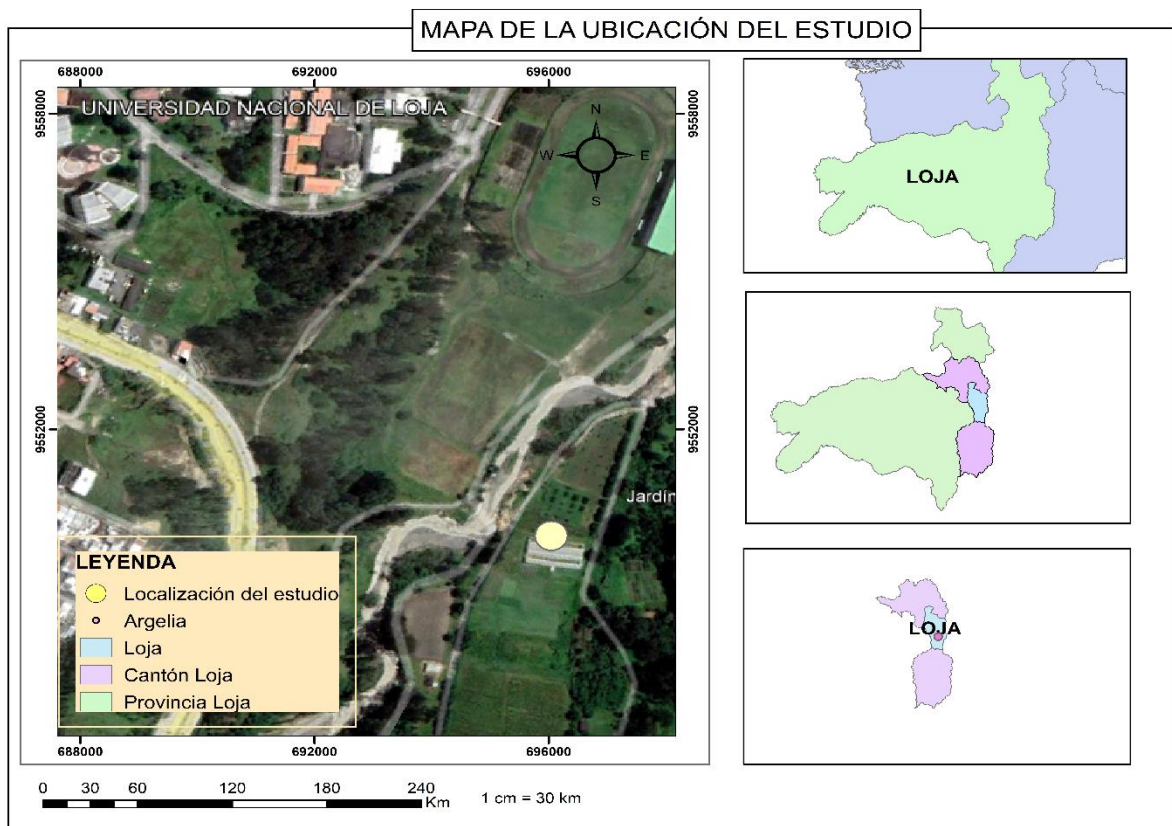 MAPA DE LA UBICACIÓN DEL ESTUDIO
688000 692000 696000
UNIVERSIDAD NACIONAL DE LOJA
9558000 9558000
N
W E
S
9552000 9552000
Jardín
LEYENDA
Localización del estudio
Argelia
Loja
Cantón Loja
Provincia Loja
688000 692000 696000
0 30 60 120 180 240
Km
1 cm = 30 km
LOJA
LOJA